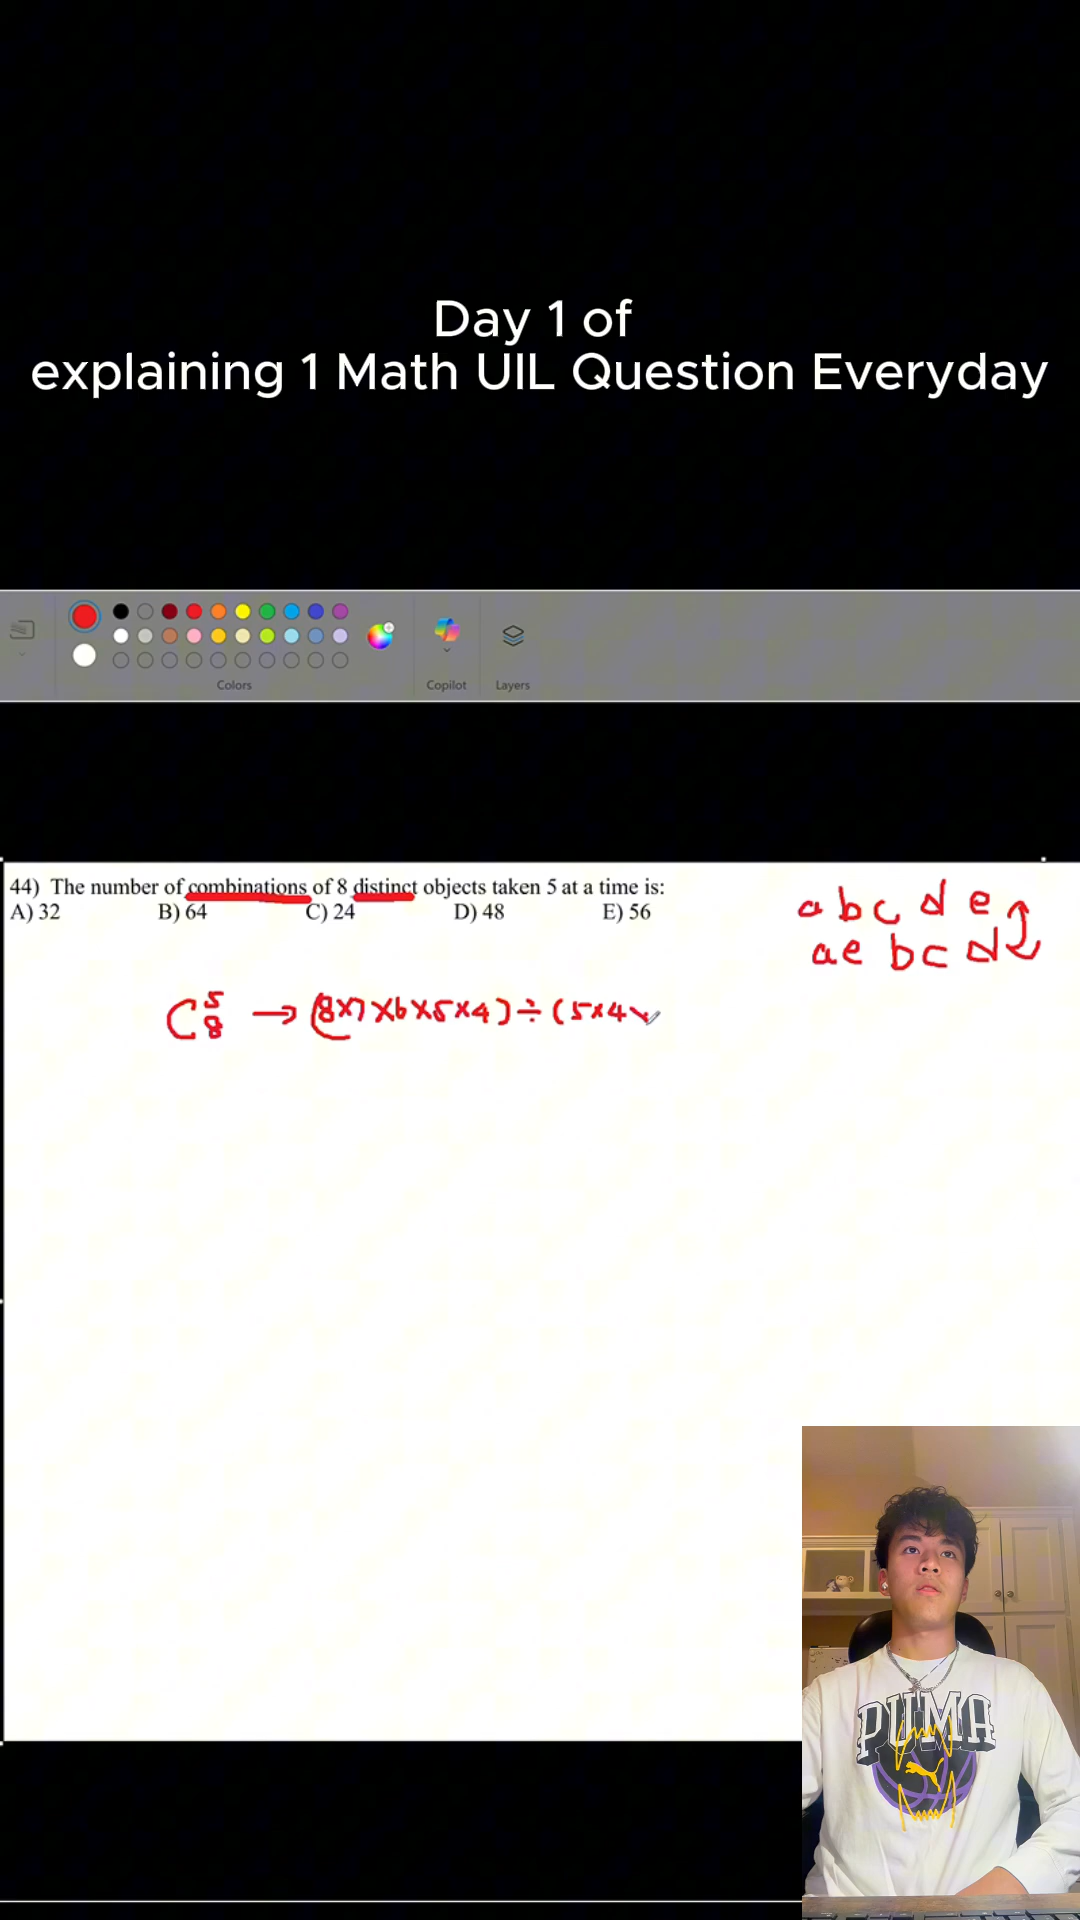 Day 1 of
explaining 1 Math UIL Question Everyday
Colors
Copilot
Layers
44) The number of combinations of 8 distinct objects taken 5 at a time is:
A) 32 B) 64 C) 24 D) 48 E) 56
a b c d e
a e b c d
C 5 8 → (8×7×6×5×4) ÷ (5×4×
PUMA